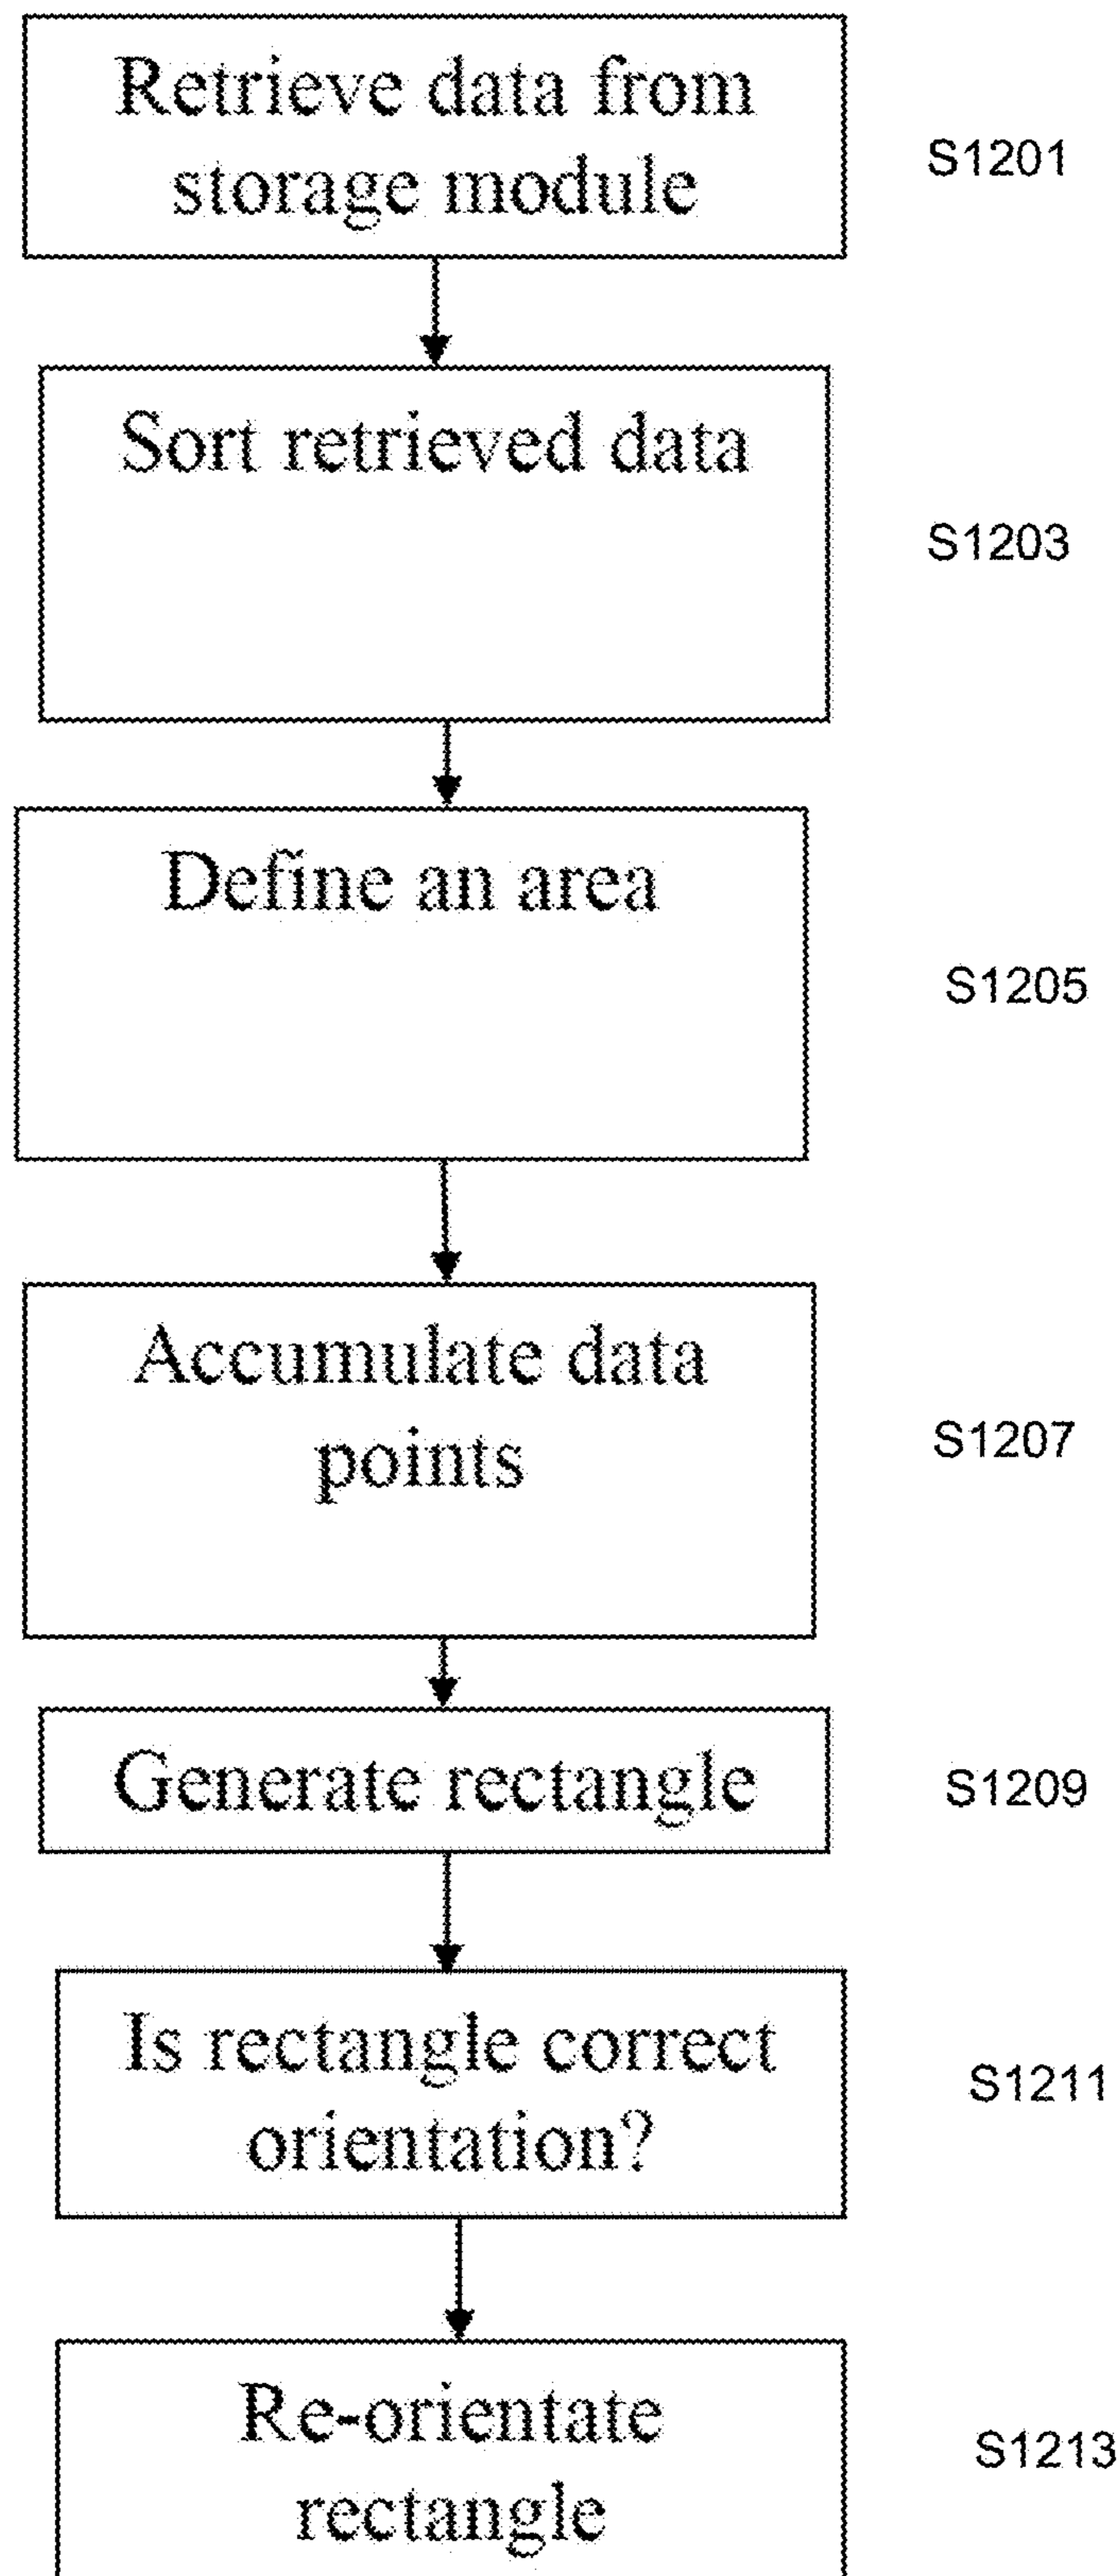 Retrieve data from
storage module
S1201
Sort retrieved data
S1203
Define an area
S1205
Accumulate data
points
S1207
Generate rectangle
S1209
Is rectangle correct
orientation?
S1211
Re-orientate
rectangle
S1213